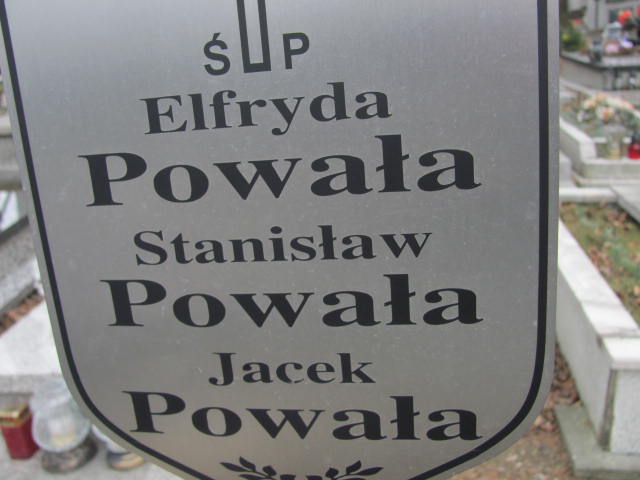 Ś P
Elfryda
Powała
Stanisław
Powała
Jacek
Powała